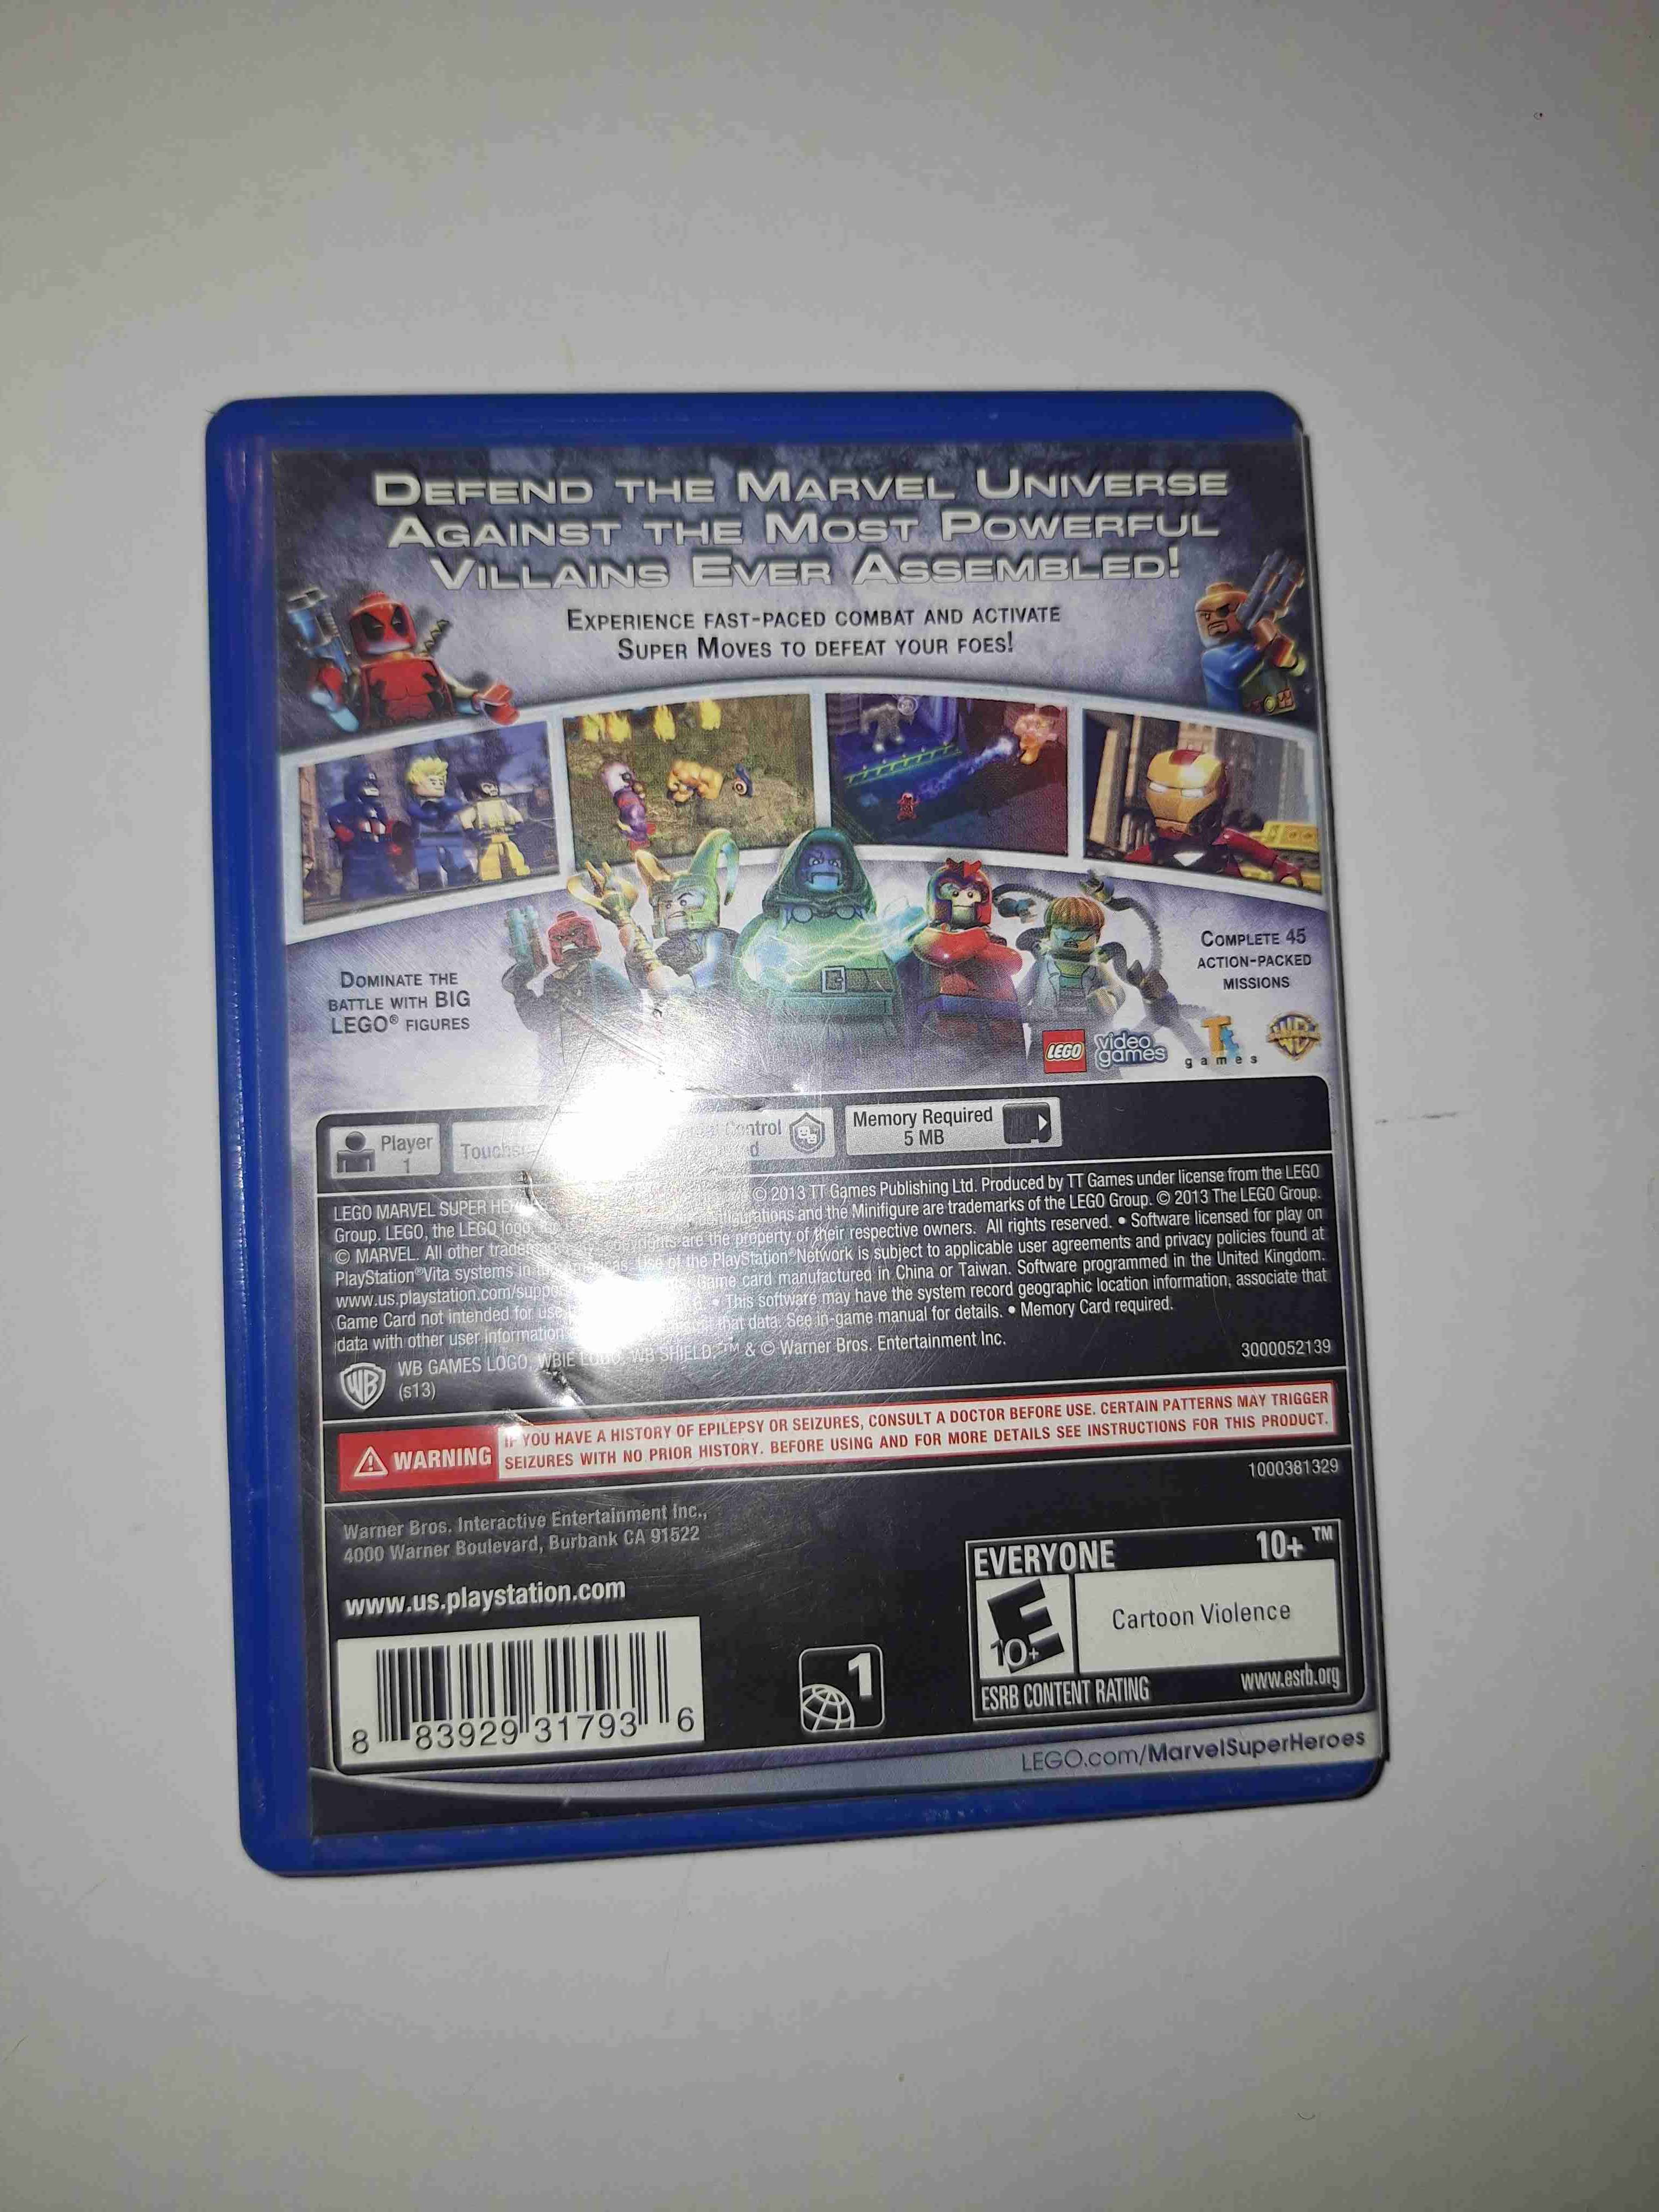 DEFEND THE MARVEL UNIVERSE
AGAINST THE MOST POWERFUL
VILLAINS EVER ASSEMBLED!
EXPERIENCE FAST-PACED COMBAT AND ACTIVATE
SUPER MOVES TO DEFEAT YOUR FOES!
DOMINATE THE
BATTLE WITH BIG
LEGO® FIGURES
COMPLETE 45
ACTION-PACKED
MISSIONS
LEGO video games
Tt games
WB
Player
1
Control
Memory Required
5 MB
LEGO MARVEL SUPER © 2013 TT Games Publishing Ltd. Produced by TT Games under license from the LEGO
Group. LEGO, the LEGO logo, and the Minifigure are trademarks of the LEGO Group. © 2013 The LEGO Group.
© MARVEL. All other are the property of their respective owners. All rights reserved. • Software licensed for play on
PlayStation®Vita systems in Use of the PlayStation®Network is subject to applicable user agreements and privacy policies found at
www.us.playstation.com/ Game card manufactured in China or Taiwan. Software programmed in the United Kingdom.
Game Card not intended for use • This software may have the system record geographic location information, associate that
data with other user information that data. See in-game manual for details. • Memory Card required.
WB
WB GAMES LOGO, WBIE LOGO, WB SHIELD: ™ & © Warner Bros. Entertainment Inc.
(s13)
3000052139
WARNING
IF YOU HAVE A HISTORY OF EPILEPSY OR SEIZURES, CONSULT A DOCTOR BEFORE USE. CERTAIN PATTERNS MAY TRIGGER
SEIZURES WITH NO PRIOR HISTORY. BEFORE USING AND FOR MORE DETAILS SEE INSTRUCTIONS FOR THIS PRODUCT.
1000381329
Warner Bros. Interactive Entertainment Inc.,
4000 Warner Boulevard, Burbank CA 91522
www.us.playstation.com
8 83929 31793 6
1
EVERYONE 10+ ™
E
10+
Cartoon Violence
ESRB CONTENT RATING www.esrb.org
LEGO.com/MarvelSuperHeroes